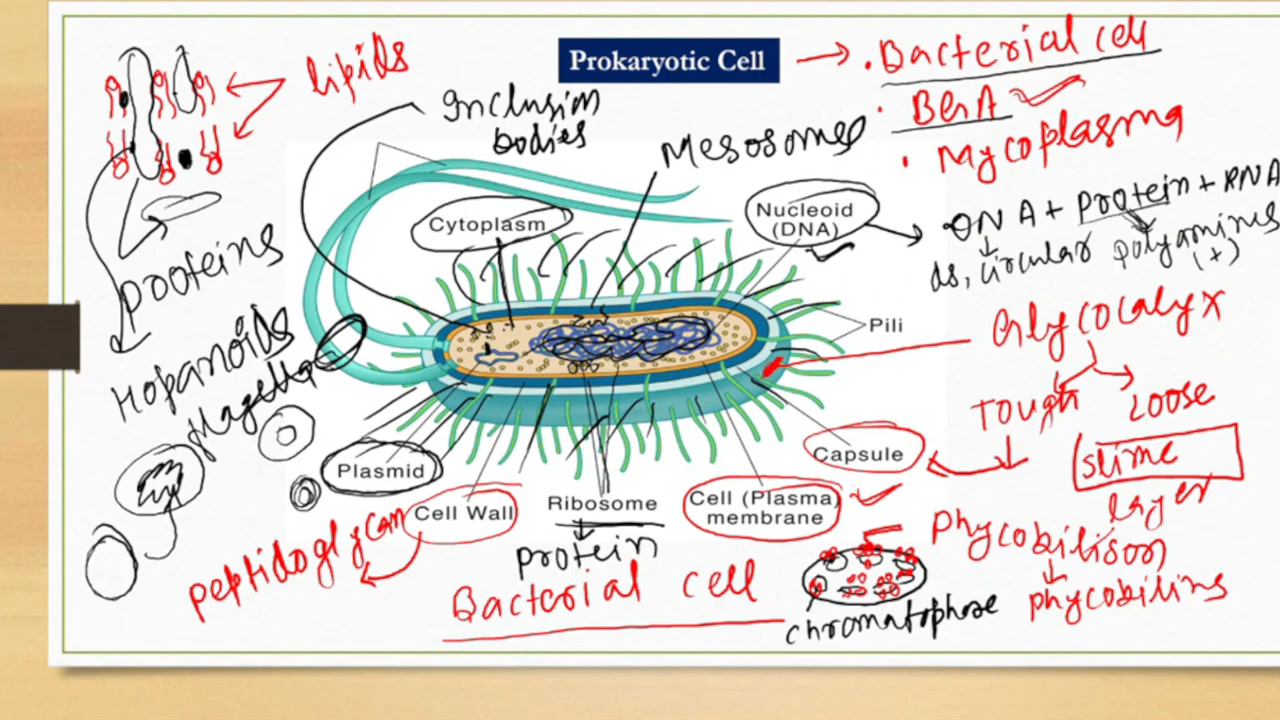 Prokaryotic Cell
Bacterial cell
BGA
Mycoplasma
lipids
Inclusion
bodies
Mesosomes
Cytoplasm
Nucleoid
(DNA)
DNA + Protein + RNA
ds, circular polyamines
(+)
proteins
Hopanoids
flagella
Pili
Glycocalyx
Tough Loose
Capsule
slime
layer
Plasmid
Cell Wall
Ribosome
Cell (Plasma)
membrane
peptidoglycan
protein
Bacterial cell
Phycobilisom
phycobilins
chromatophore